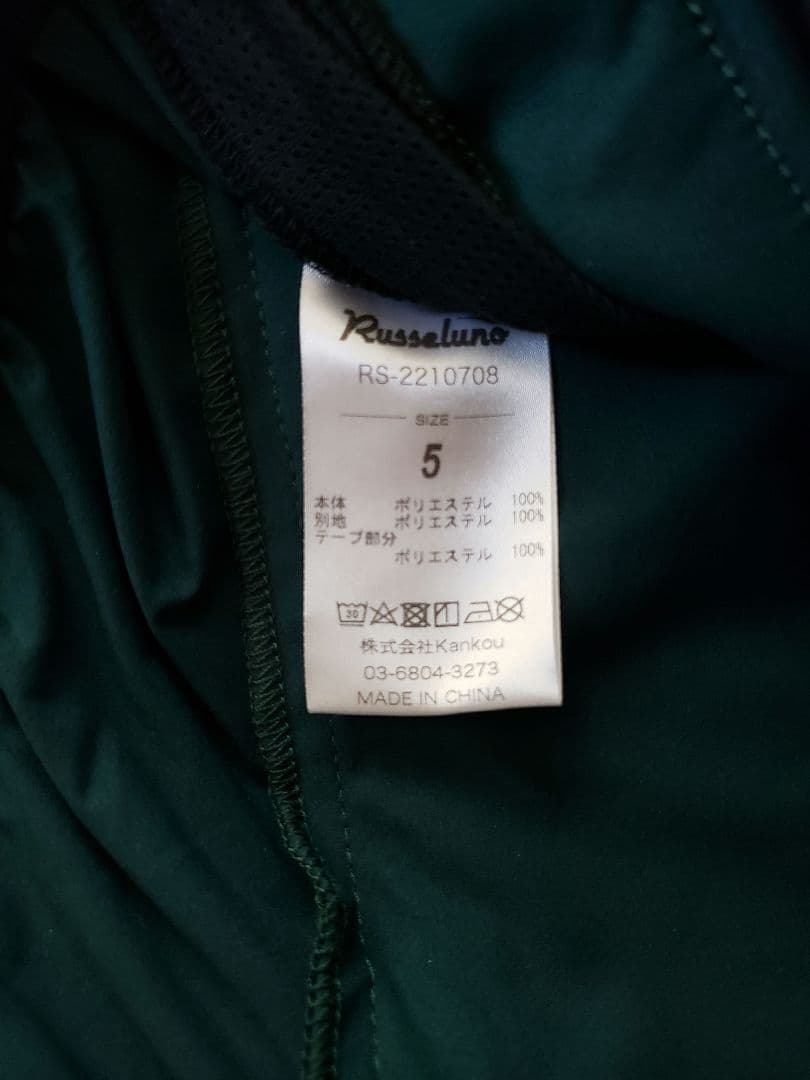 Russeluno
RS-2210708
SIZE
5
本体 ポリエステル 100%
別地 ポリエステル 100%
テープ部分
ポリエステル 100%
30
株式会社Kankou
03-6804-3273
MADE IN CHINA